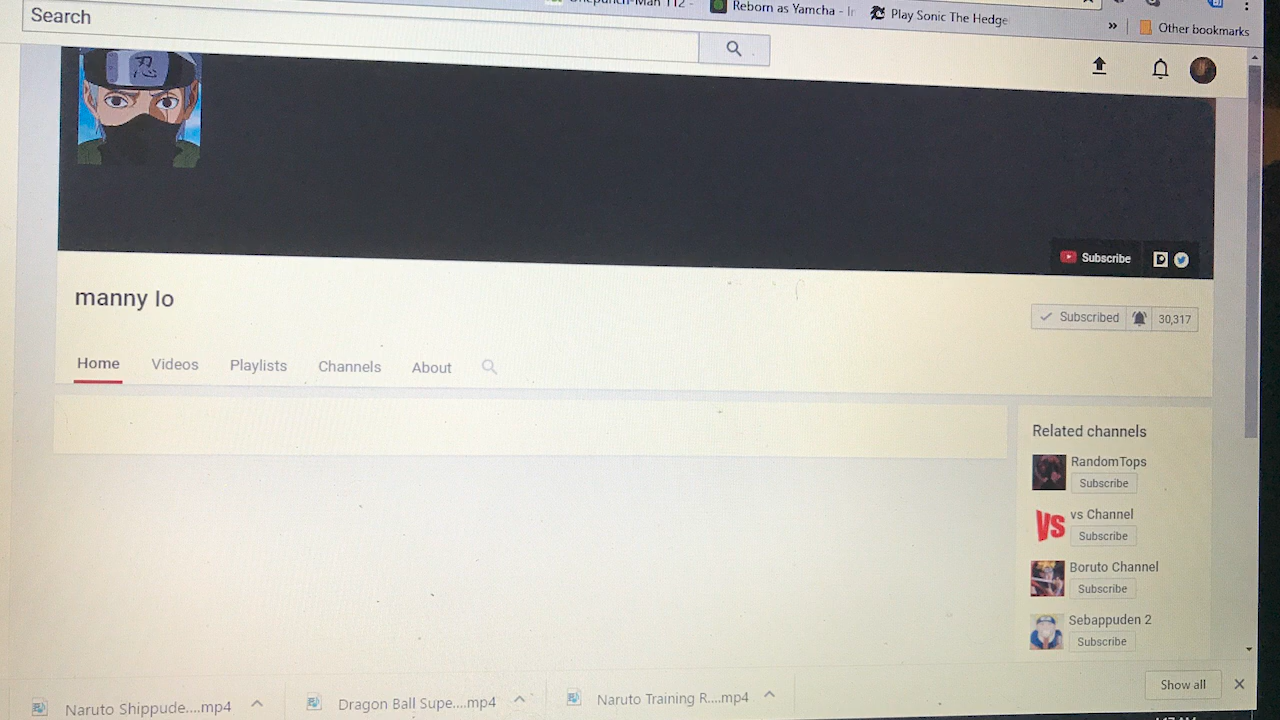 Reborn as Yamcha - Ir
Play Sonic The Hedge
»
Other bookmarks
Search
忍
Subscribe
manny lo
Subscribed
30,317
Home
Videos
Playlists
Channels
About
Related channels
RandomTops
Subscribe
VS
vs Channel
Subscribe
Boruto Channel
Subscribe
Sebappuden 2
Subscribe
Naruto Shippude....mp4
Dragon Ball Supe....mp4
Naruto Training R....mp4
Show all